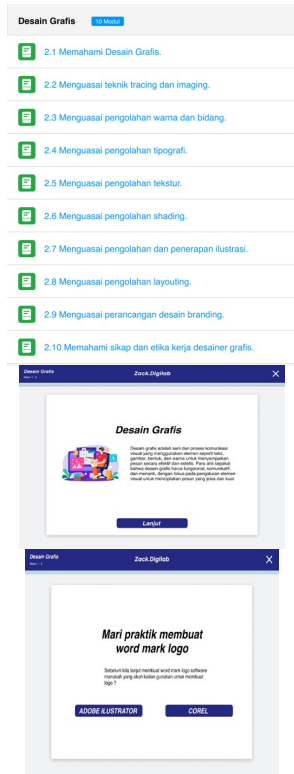 Desain Grafis 10 Modul
2.1 Memahami Desain Grafis.
2.2 Menguasai teknik tracing dan imaging.
2.3 Menguasai pengolahan warna dan bidang.
2.4 Menguasai pengolahan tipografi.
2.5 Menguasai pengolahan tekstur.
2.6 Menguasai pengolahan shading.
2.7 Menguasai pengolahan dan penerapan ilustrasi.
2.8 Menguasai pengolahan layouting.
2.9 Menguasai perancangan desain branding.
2.10 Memahami sikap dan etika kerja desainer grafis.
Desain Grafis
Zack.Digilab
Desain Grafis
Desain grafis adalah seni dan proses komunikasi
visual yang menggunakan elemen seperti teks,
gambar, bentuk, dan warna untuk menyampaikan
pesan secara efektif dan estetis. Para ahli sepakat
bahwa desain grafis harus fungsional, komunikatif,
dan menarik, dengan fokus pada pengaturan elemen
visual untuk menciptakan pesan yang jelas dan kuat.
Lanjut
Desain Grafis
Zack.Digilab
Mari praktik membuat
word mark logo
Sebelum kita lanjut membuat word mark logo software
manakah yang akan kalian gunakan untuk membuat
logo ?
ADOBE ILUSTRATOR
COREL